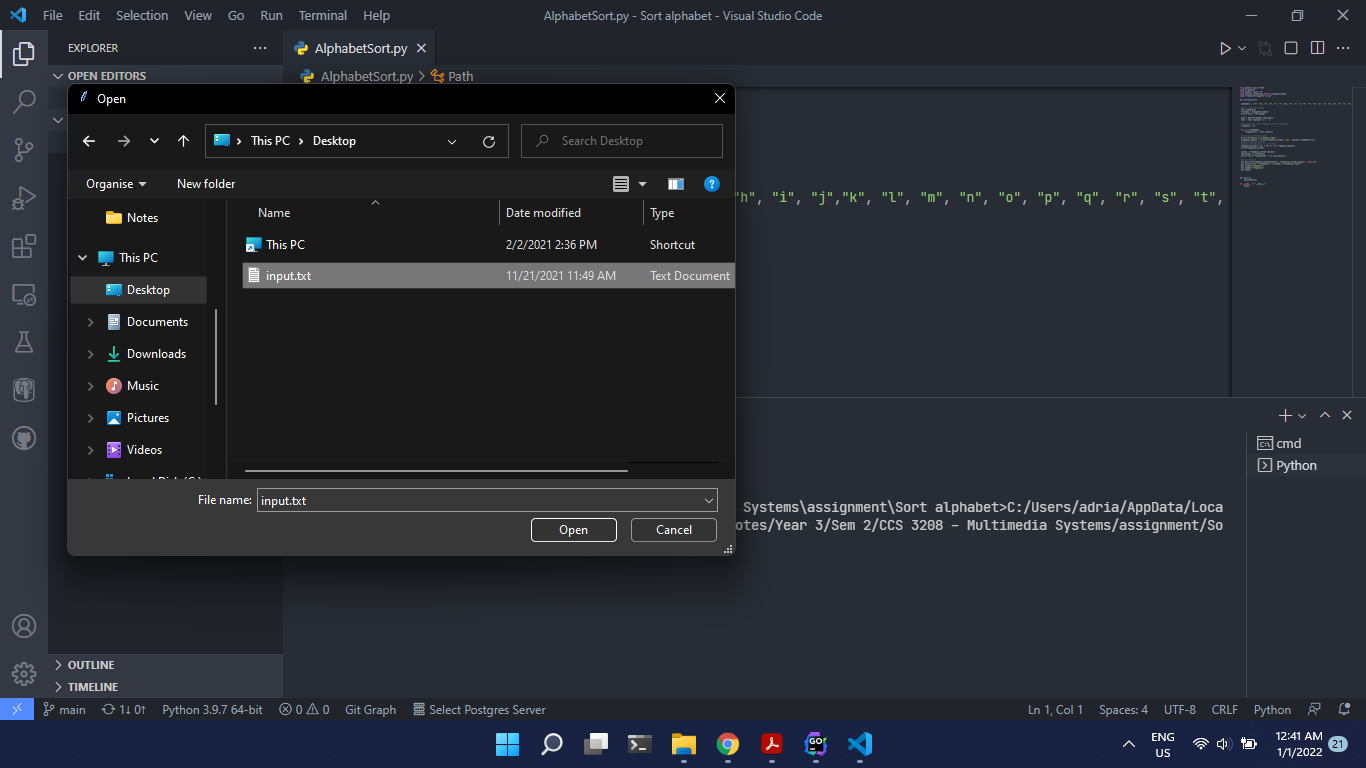 File Edit Selection View Go Run Terminal Help AlphabetSort.py - Sort alphabet - Visual Studio Code
EXPLORER
AlphabetSort.py
OPEN EDITORS
AlphabetSort.py > Path
Open
This PC > Desktop
Search Desktop
Organise New folder
Name Date modified Type
Notes
This PC 2/2/2021 2:36 PM Shortcut
input.txt 11/21/2021 11:49 AM Text Document
This PC
Desktop
Documents
Downloads
Music
Pictures
Videos
File name: input.txt
Open Cancel
"h", "i", "j","k", "l", "m", "n", "o", "p", "q", "r", "s", "t",
cmd
Python
Systems\assignment\Sort alphabet>C:/Users/adria/AppData/Loca
otes/Year 3/Sem 2/CCS 3208 - Multimedia Systems/assignment/So
OUTLINE
TIMELINE
main 1↓ 0↑ Python 3.9.7 64-bit 0 0 Git Graph Select Postgres Server Ln 1, Col 1 Spaces: 4 UTF-8 CRLF Python
GO
ENG
US
12:41 AM
1/1/2022
21